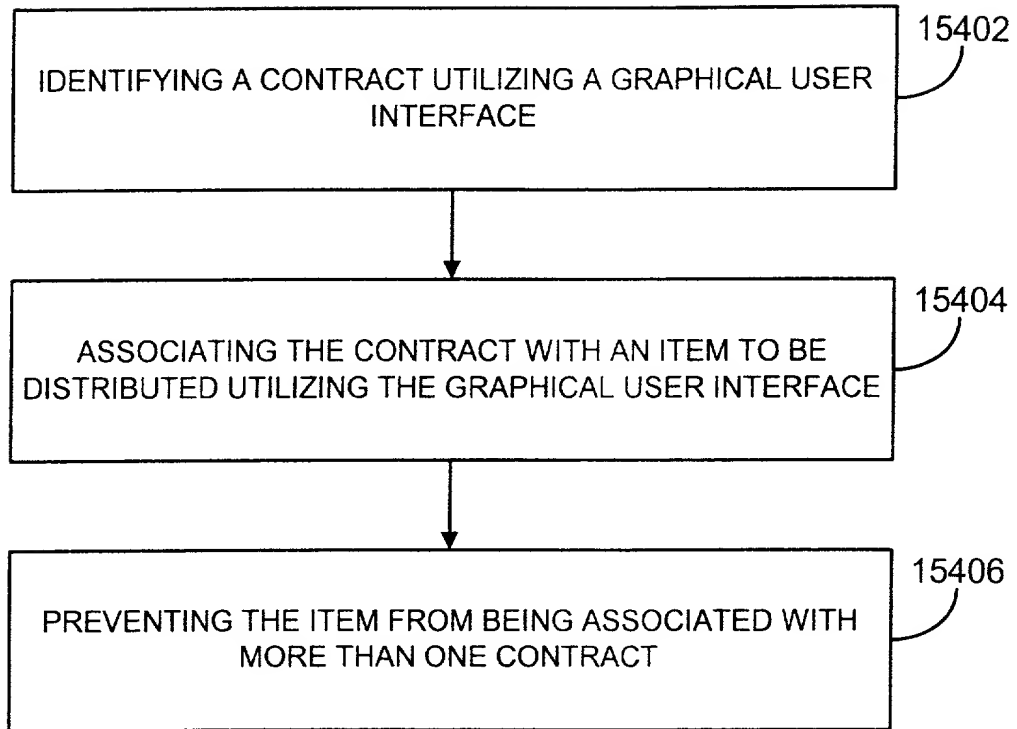 15402
IDENTIFYING A CONTRACT UTILIZING A GRAPHICAL USER
INTERFACE
15404
ASSOCIATING THE CONTRACT WITH AN ITEM TO BE
DISTRIBUTED UTILIZING THE GRAPHICAL USER INTERFACE
15406
PREVENTING THE ITEM FROM BEING ASSOCIATED WITH
MORE THAN ONE CONTRACT